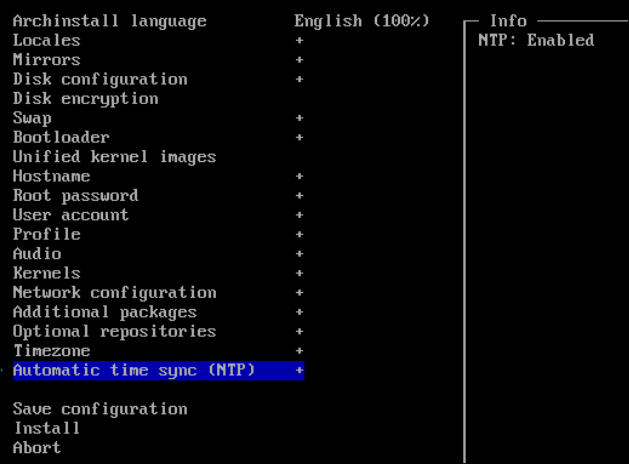 Archinstall language English (100%)
Locales +
Mirrors +
Disk configuration +
Disk encryption
Swap +
Bootloader +
Unified kernel images
Hostname +
Root password +
User account +
Profile +
Audio +
Kernels +
Network configuration +
Additional packages +
Optional repositories +
Timezone +
Automatic time sync (NTP) +
Save configuration
Install
Abort
Info
NTP: Enabled